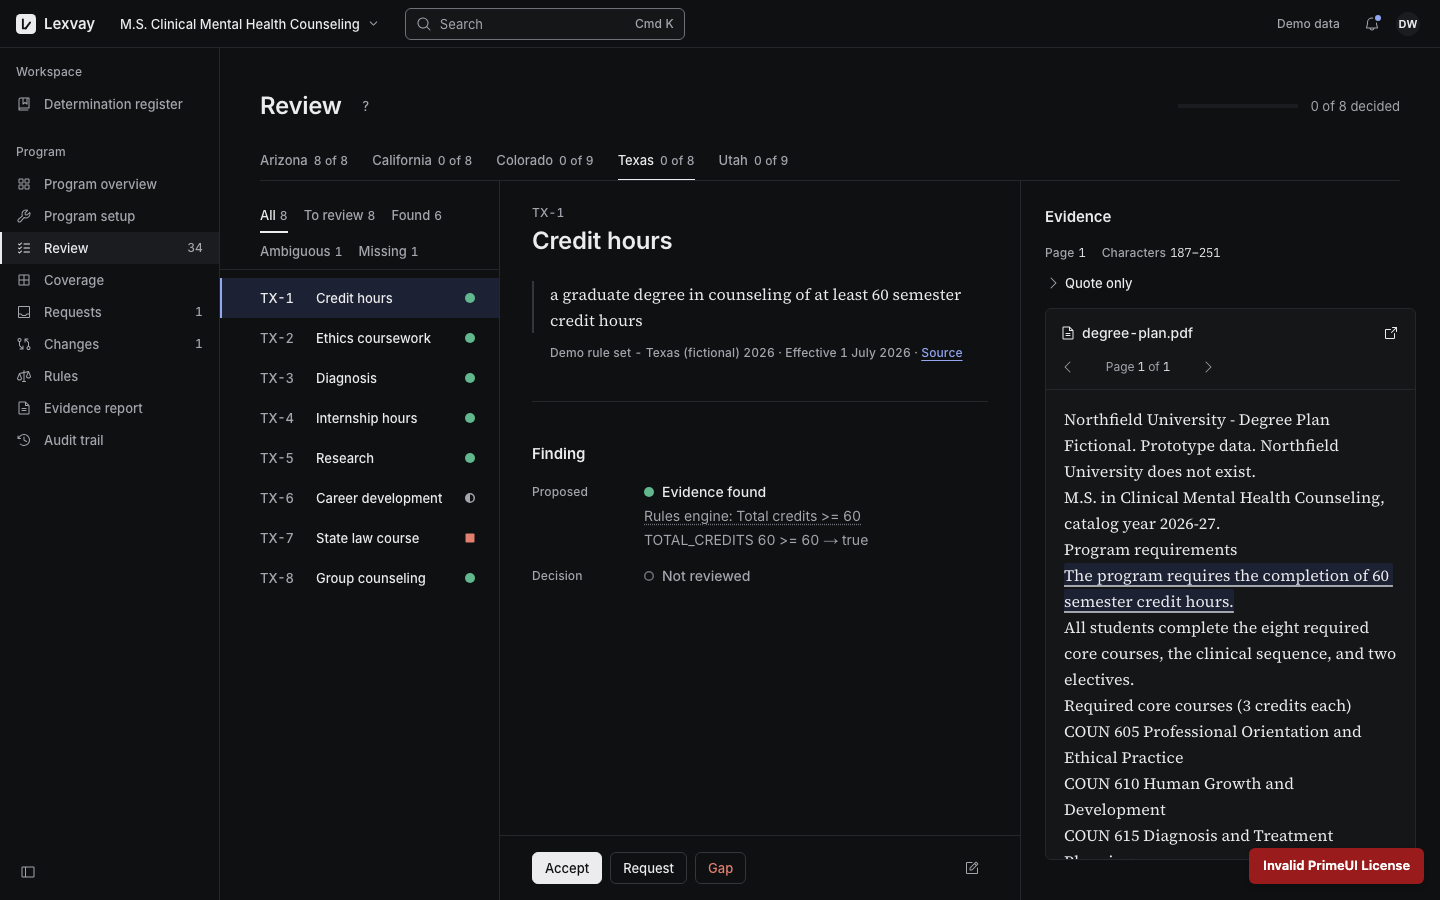 Lexvay
M.S. Clinical Mental Health Counseling
Search
Cmd K
Demo data
DW
Workspace
Determination register
Program
Program overview
Program setup
Review 34
Coverage
Requests 1
Changes 1
Rules
Evidence report
Audit trail
Review ?
0 of 8 decided
Arizona 8 of 8 California 0 of 8 Colorado 0 of 9 Texas 0 of 8 Utah 0 of 9
All 8 To review 8 Found 6
Ambiguous 1 Missing 1
TX-1 Credit hours
TX-2 Ethics coursework
TX-3 Diagnosis
TX-4 Internship hours
TX-5 Research
TX-6 Career development
TX-7 State law course
TX-8 Group counseling
TX-1
Credit hours
a graduate degree in counseling of at least 60 semester
credit hours
Demo rule set - Texas (fictional) 2026 · Effective 1 July 2026 · Source
Finding
Proposed Evidence found
Rules engine: Total credits >= 60
TOTAL_CREDITS 60 >= 60 → true
Decision Not reviewed
Accept Request Gap
Evidence
Page 1 Characters 187–251
Quote only
degree-plan.pdf
Page 1 of 1
Northfield University - Degree Plan
Fictional. Prototype data. Northfield
University does not exist.
M.S. in Clinical Mental Health Counseling,
catalog year 2026-27.
Program requirements
The program requires the completion of 60
semester credit hours.
All students complete the eight required
core courses, the clinical sequence, and two
electives.
Required core courses (3 credits each)
COUN 605 Professional Orientation and
Ethical Practice
COUN 610 Human Growth and
Development
COUN 615 Diagnosis and Treatment
Invalid PrimeUI License